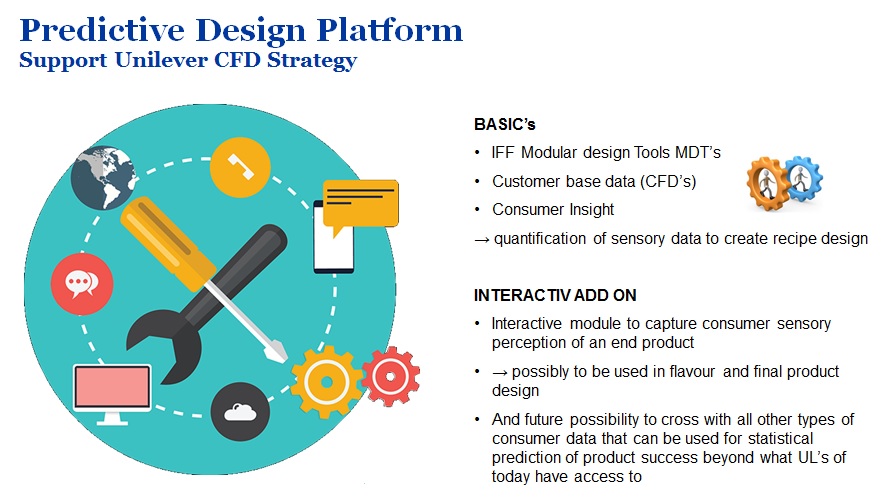 Predictive Design Platform
Support Unilever CFD Strategy
BASIC’s
• IFF Modular design Tools MDT’s
• Customer base data (CFD’s)
• Consumer Insight
→ quantification of sensory data to create recipe design
INTERACTIV ADD ON
• Interactive module to capture consumer sensory
perception of an end product
• → possibly to be used in flavour and final product
design
• And future possibility to cross with all other types of
consumer data that can be used for statistical
prediction of product success beyond what UL’s of
today have access to